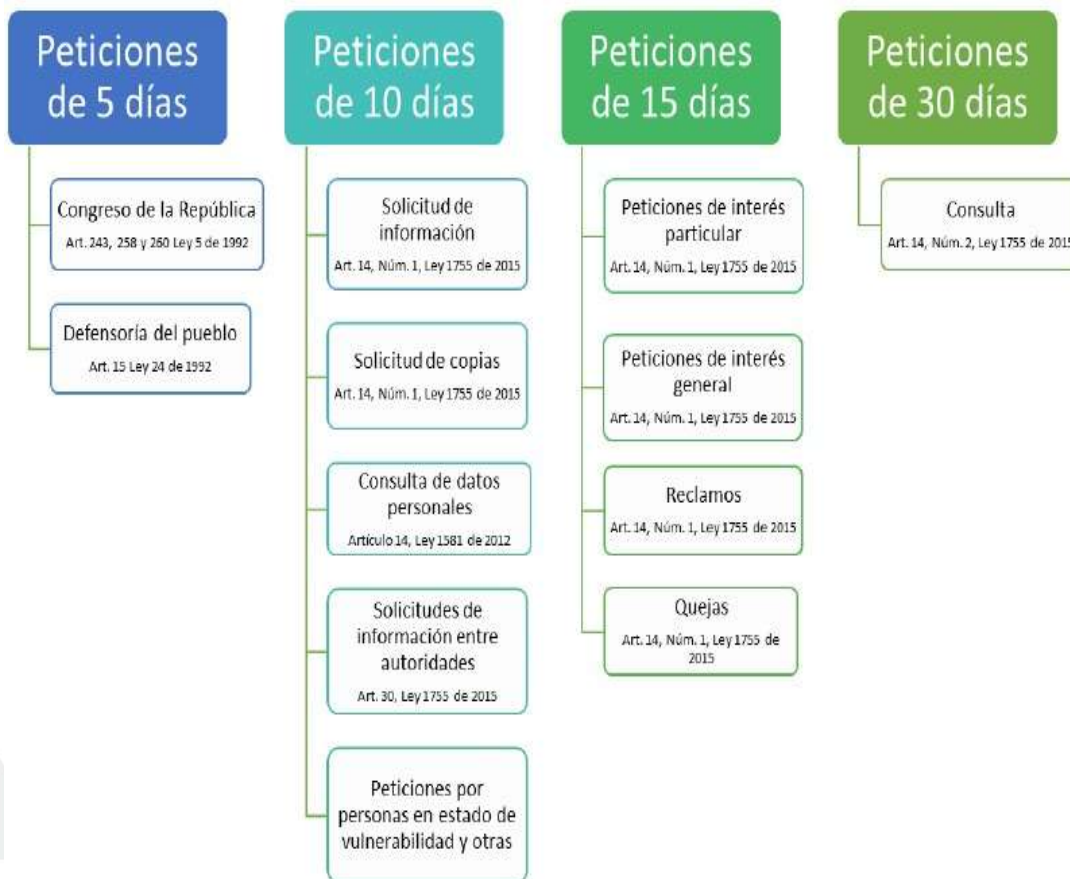 Peticiones
de 5 días
Congreso de la República
Art. 243, 258 y 260 Ley 5 de 1992
Defensoría del pueblo
Art. 15 Ley 24 de 1992
Peticiones
de 10 días
Solicitud de
información
Art. 14, Núm. 1, Ley 1755 de 2015
Solicitud de copias
Art. 14, Núm. 1, Ley 1755 de 2015
Consulta de datos
personales
Artículo 14, Ley 1581 de 2012
Solicitudes de
información entre
autoridades
Art. 30, Ley 1755 de 2015
Peticiones por
personas en estado de
vulnerabilidad y otras
Peticiones
de 15 días
Peticiones de interés
particular
Art. 14, Núm. 1, Ley 1755 de 2015
Peticiones de interés
general
Art. 14, Núm. 1, Ley 1755 de 2015
Reclamos
Art. 14, Núm. 1, Ley 1755 de 2015
Quejas
Art. 14, Núm. 1, Ley 1755 de
2015
Peticiones
de 30 días
Consulta
Art. 14, Núm. 2, Ley 1755 de 2015